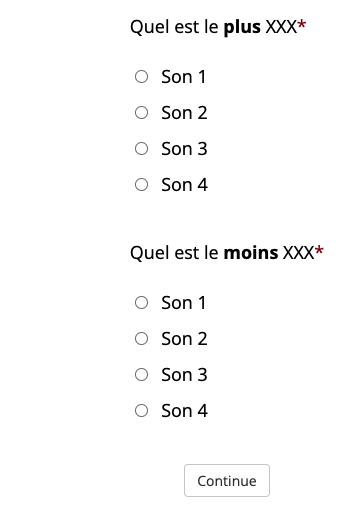 Quel est le plus XXX*
Son 1
Son 2
Son 3
Son 4
Quel est le moins XXX*
Son 1
Son 2
Son 3
Son 4
Continue